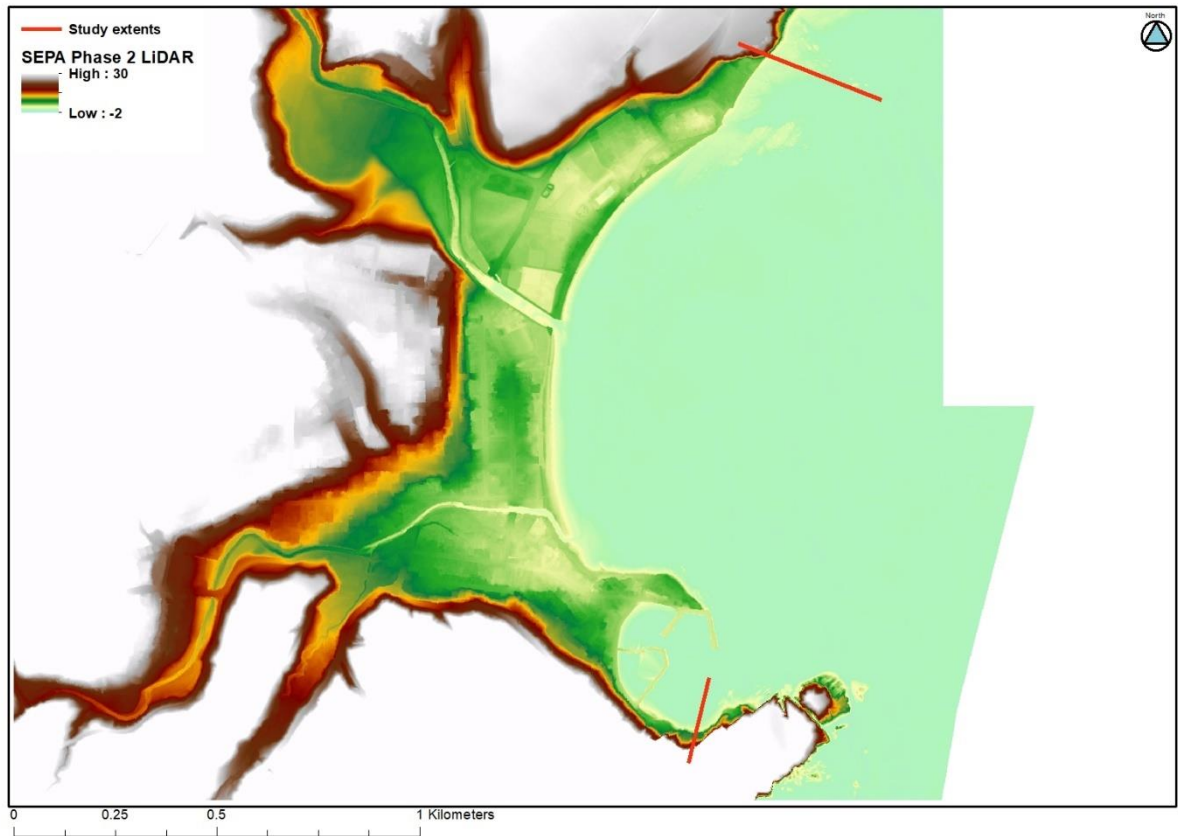 Study extents
SEPA Phase 2 LiDAR
High : 30
Low : -2
North
0 0.25 0.5 1 Kilometers